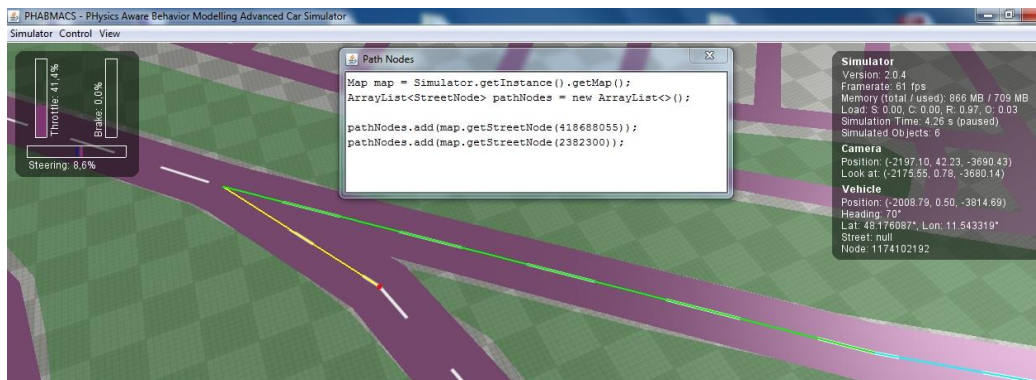 PHABMACS - PHysics Aware Behavior Modelling Advanced Car Simulator
Simulator Control View
Throttle: 41,4%
Brake: 0,0%
Steering: 8,6%
Path Nodes
Map map = Simulator.getInstance().getMap();
ArrayList<StreetNode> pathNodes = new ArrayList<>();
pathNodes.add(map.getStreetNode(418688055));
pathNodes.add(map.getStreetNode(2382300));
Simulator
Version: 2.0.4
Framerate: 61 fps
Memory (total / used): 866 MB / 709 MB
Load: S: 0.00, C: 0.00, R: 0.97, O: 0.03
Simulation Time: 4.26 s (paused)
Simulated Objects: 6
Camera
Position: (-2197.10, 42.23, -3690.43)
Look at: (-2175.55, 0.78, -3680.14)
Vehicle
Position: (-2008.79, 0.50, -3814.69)
Heading: 70°
Lat: 48.176087°, Lon: 11.543319°
Street: null
Node: 1174102192